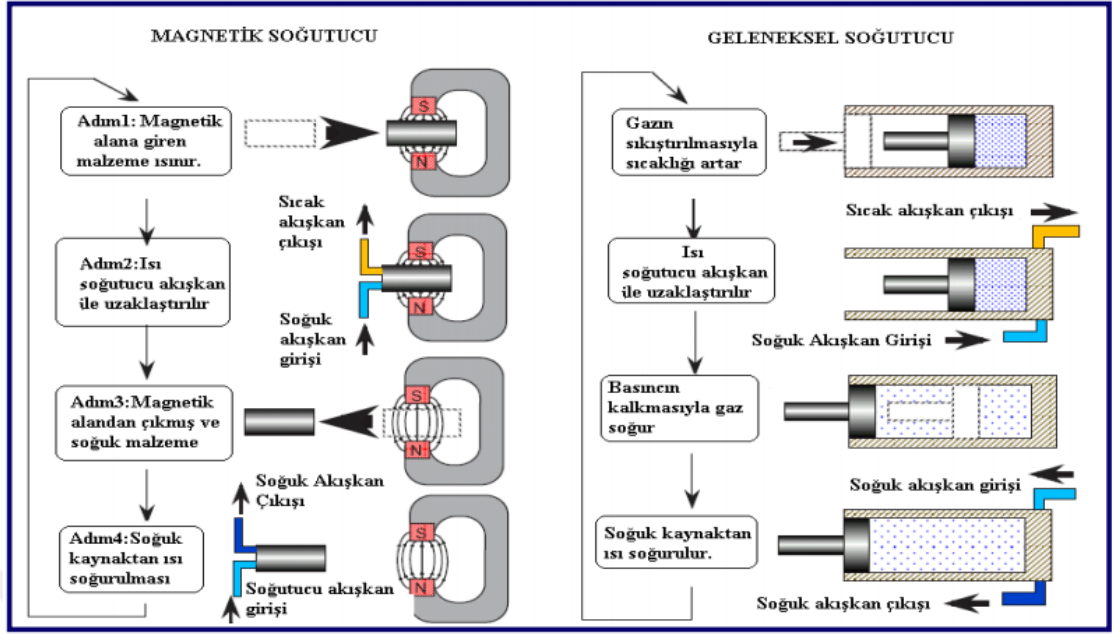 MAGNETİK SOĞUTUCU
Adım1: Magnetik
alana giren
malzeme ısınır.
S
N
Adım2:Isı
soğutucu akışkan
ile uzaklaştırılır
Sıcak
akışkan
çıkışı
S
N
Soğuk
akışkan
girişi
Adım3:Magnetik
alandan çıkmış ve
soğuk malzeme
S
N
Adım4:Soğuk
kaynaktan ısı
soğurulması
Soğuk Akışkan
Çıkışı
S
N
Soğutucu akışkan
girişi
GELENEKSEL SOĞUTUCU
Gazın
sıkıştırılmasıyla
sıcaklığı artar
Isı
soğutucu akışkan
ile uzaklaştırılır
Sıcak akışkan çıkışı
Soğuk Akışkan Girişi
Basıncın
kalkmasıyla gaz
soğur
Soğuk kaynaktan
ısı soğurulur.
Soğuk akışkan girişi
Soğuk akışkan çıkışı